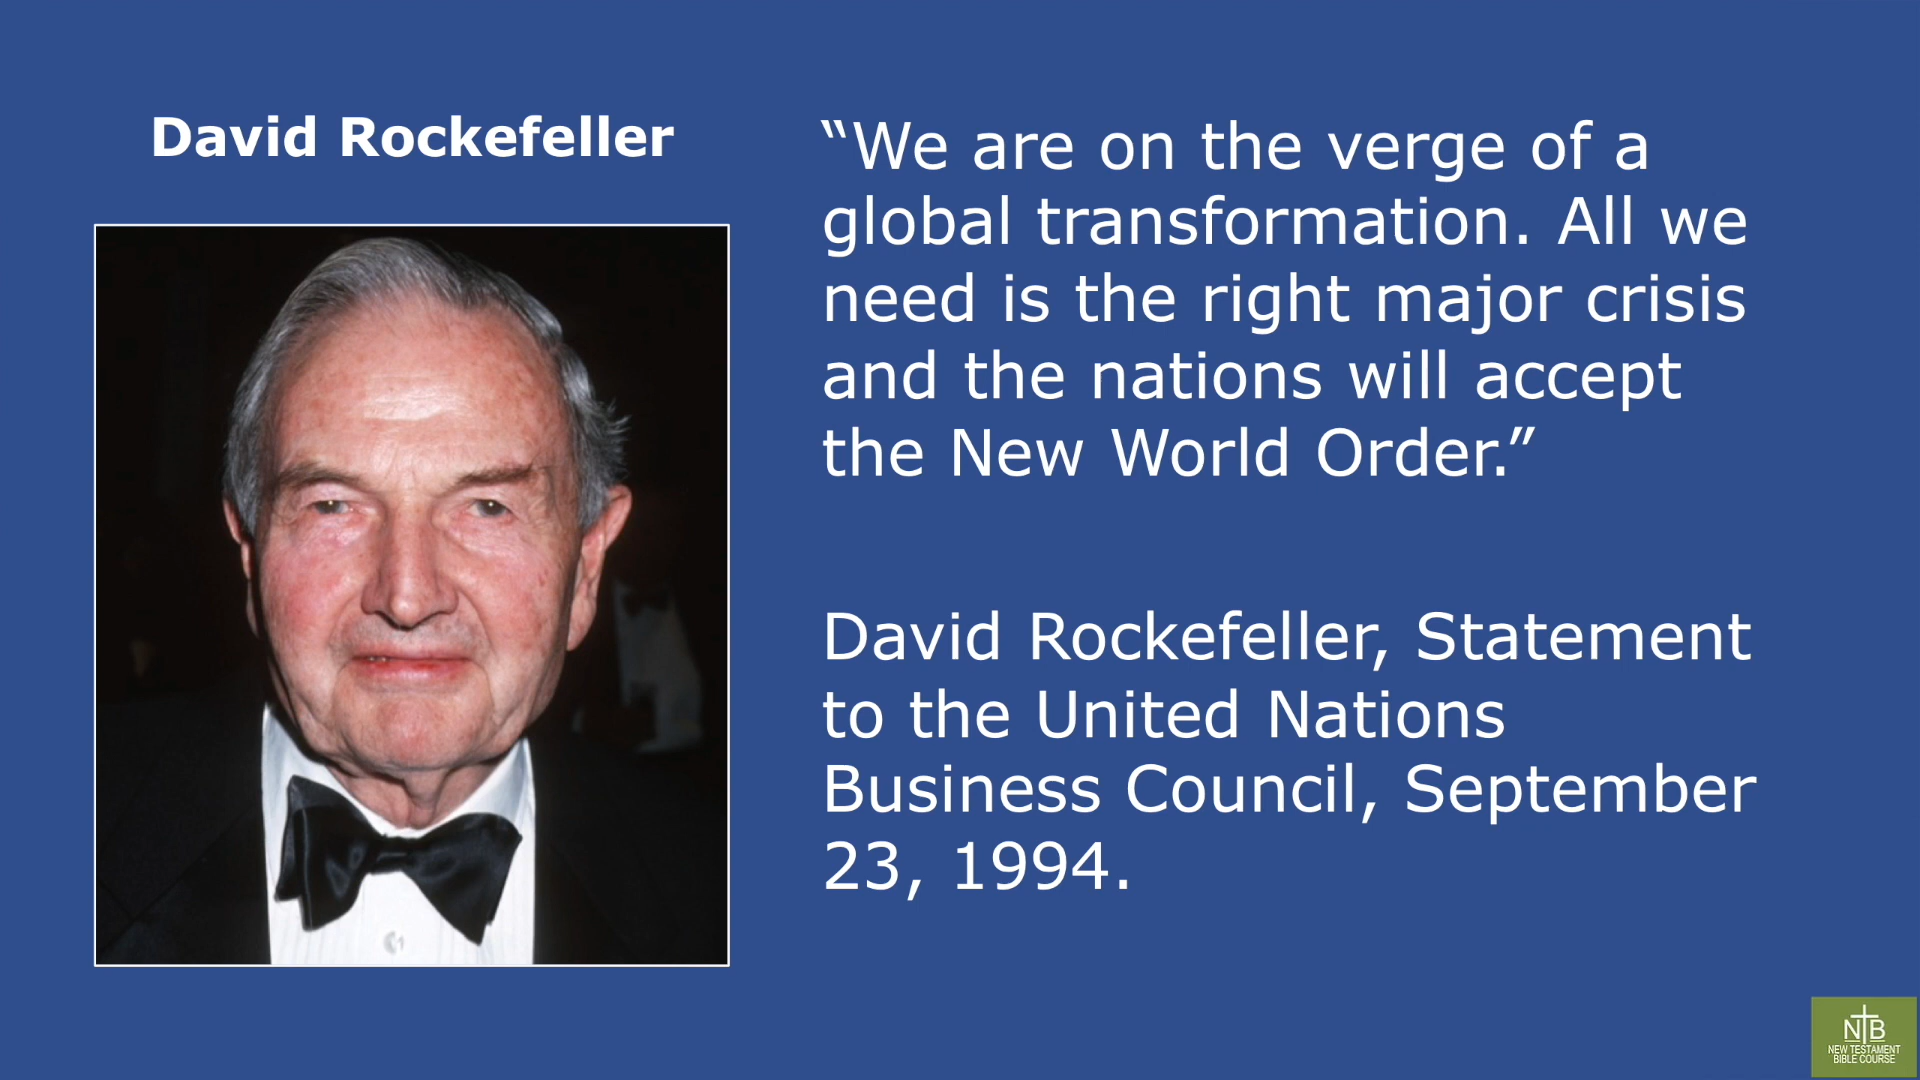 David Rockefeller
“We are on the verge of a
global transformation. All we
need is the right major crisis
and the nations will accept
the New World Order.”
David Rockefeller, Statement
to the United Nations
Business Council, September
23, 1994.
NTB
NEW TESTAMENT
BIBLE COURSE